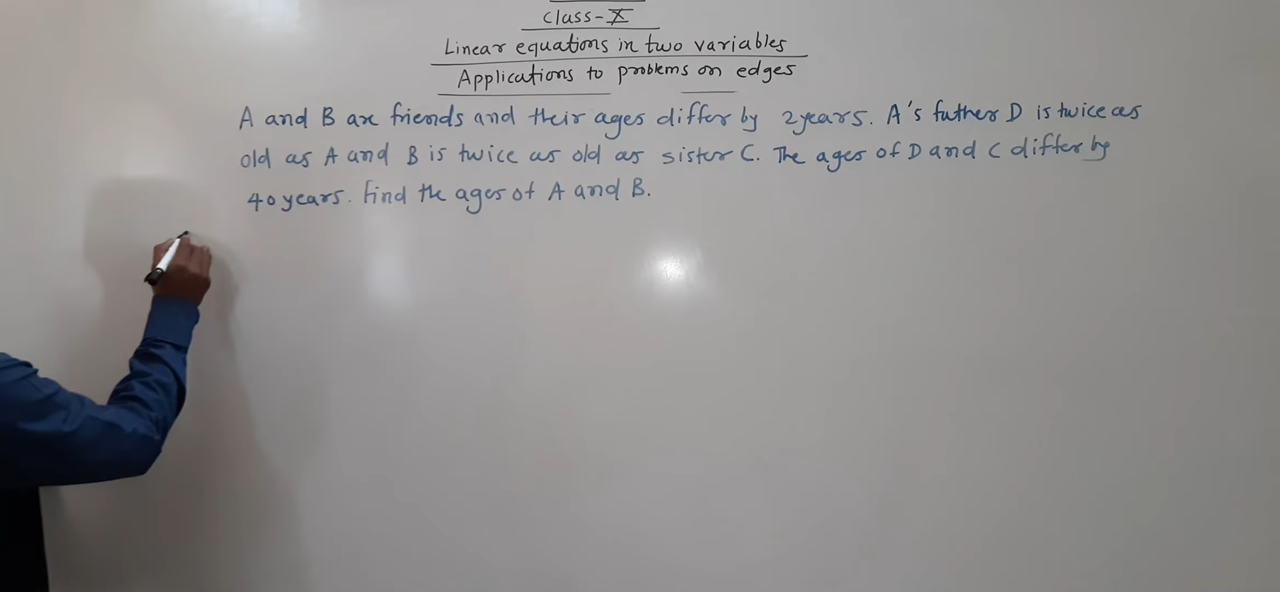 Class-X
Linear equations in two variables
Applications to problems on edges
A and B are friends and their ages differ by 2years. A's father D is twice as
old as A and B is twice as old as sister C. The ages of D and C differ by
40years. Find the ages of A and B.